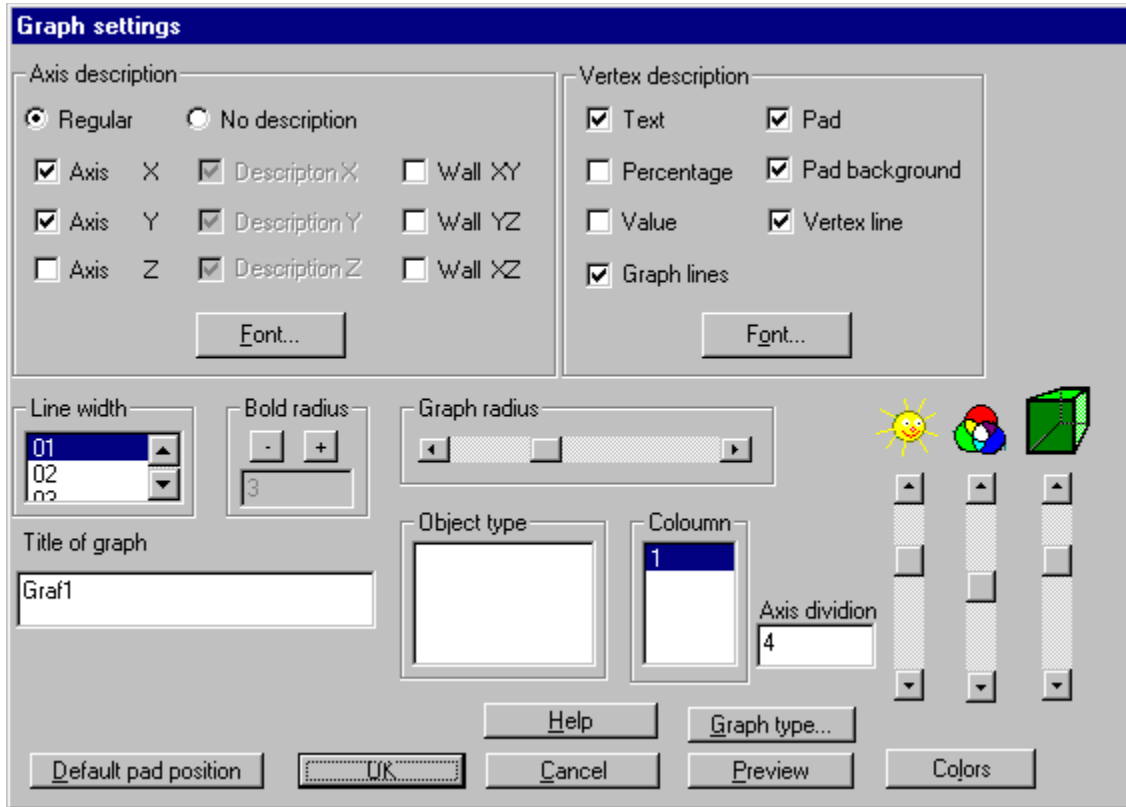 Graph settings
Axis description
Regular No description
Axis X Descripton X Wall XY
Axis Y Description Y Wall YZ
Axis Z Description Z Wall XZ
Font...
Vertex description
Text Pad
Percentage Pad background
Value Vertex line
Graph lines
Font...
Line width
01
02
03
Bold radius
- +
3
Graph radius
Title of graph
Graf1
Object type
Coloumn
1
Axis dividion
4
Help Graph type...
Default pad position OK Cancel Preview Colors